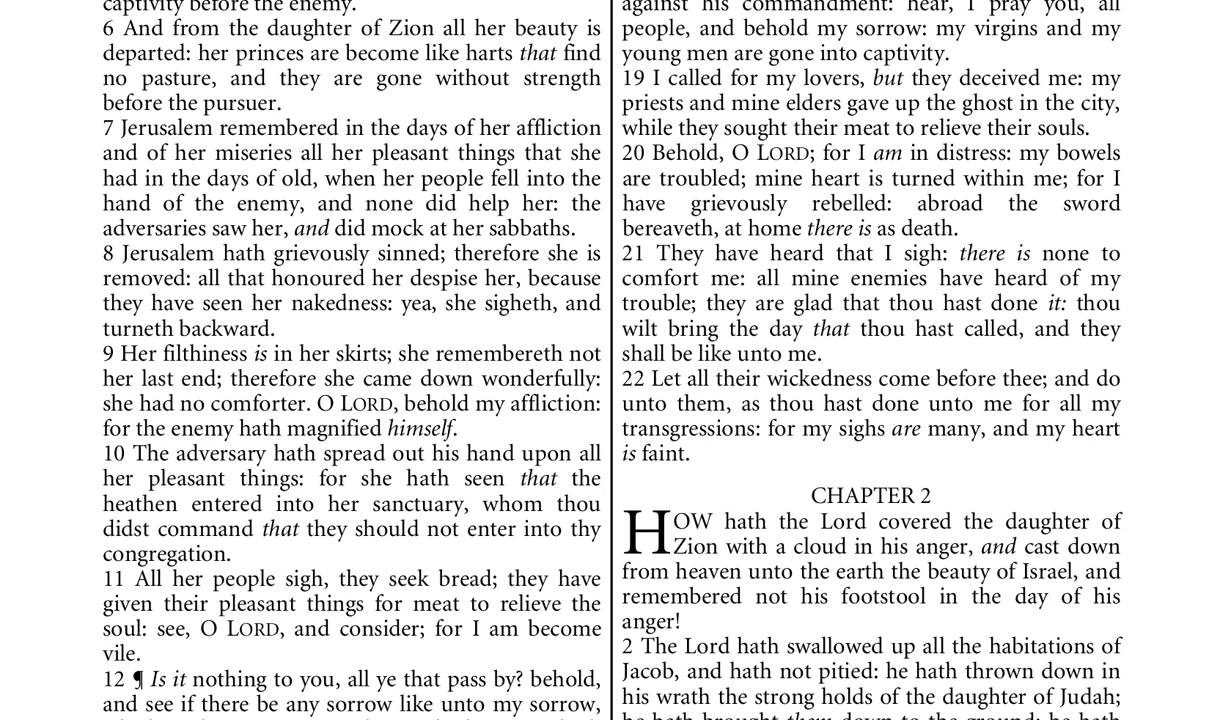 captivity before the enemy.
6 And from the daughter of Zion all her beauty is
departed: her princes are become like harts that find
no pasture, and they are gone without strength
before the pursuer.
7 Jerusalem remembered in the days of her affliction
and of her miseries all her pleasant things that she
had in the days of old, when her people fell into the
hand of the enemy, and none did help her: the
adversaries saw her, and did mock at her sabbaths.
8 Jerusalem hath grievously sinned; therefore she is
removed: all that honoured her despise her, because
they have seen her nakedness: yea, she sigheth, and
turneth backward.
9 Her filthiness is in her skirts; she remembereth not
her last end; therefore she came down wonderfully:
she had no comforter. O LORD, behold my affliction:
for the enemy hath magnified himself.
10 The adversary hath spread out his hand upon all
her pleasant things: for she hath seen that the
heathen entered into her sanctuary, whom thou
didst command that they should not enter into thy
congregation.
11 All her people sigh, they seek bread; they have
given their pleasant things for meat to relieve the
soul: see, O LORD, and consider; for I am become
vile.
12 ¶ Is it nothing to you, all ye that pass by? behold,
and see if there be any sorrow like unto my sorrow,
against his commandment: hear, I pray you, all
people, and behold my sorrow: my virgins and my
young men are gone into captivity.
19 I called for my lovers, but they deceived me: my
priests and mine elders gave up the ghost in the city,
while they sought their meat to relieve their souls.
20 Behold, O LORD; for I am in distress: my bowels
are troubled; mine heart is turned within me; for I
have grievously rebelled: abroad the sword
bereaveth, at home there is as death.
21 They have heard that I sigh: there is none to
comfort me: all mine enemies have heard of my
trouble; they are glad that thou hast done it: thou
wilt bring the day that thou hast called, and they
shall be like unto me.
22 Let all their wickedness come before thee; and do
unto them, as thou hast done unto me for all my
transgressions: for my sighs are many, and my heart
is faint.
CHAPTER 2
HOW hath the Lord covered the daughter of
Zion with a cloud in his anger, and cast down
from heaven unto the earth the beauty of Israel, and
remembered not his footstool in the day of his
anger!
2 The Lord hath swallowed up all the habitations of
Jacob, and hath not pitied: he hath thrown down in
his wrath the strong holds of the daughter of Judah;
he hath brought them down to the ground: he hath